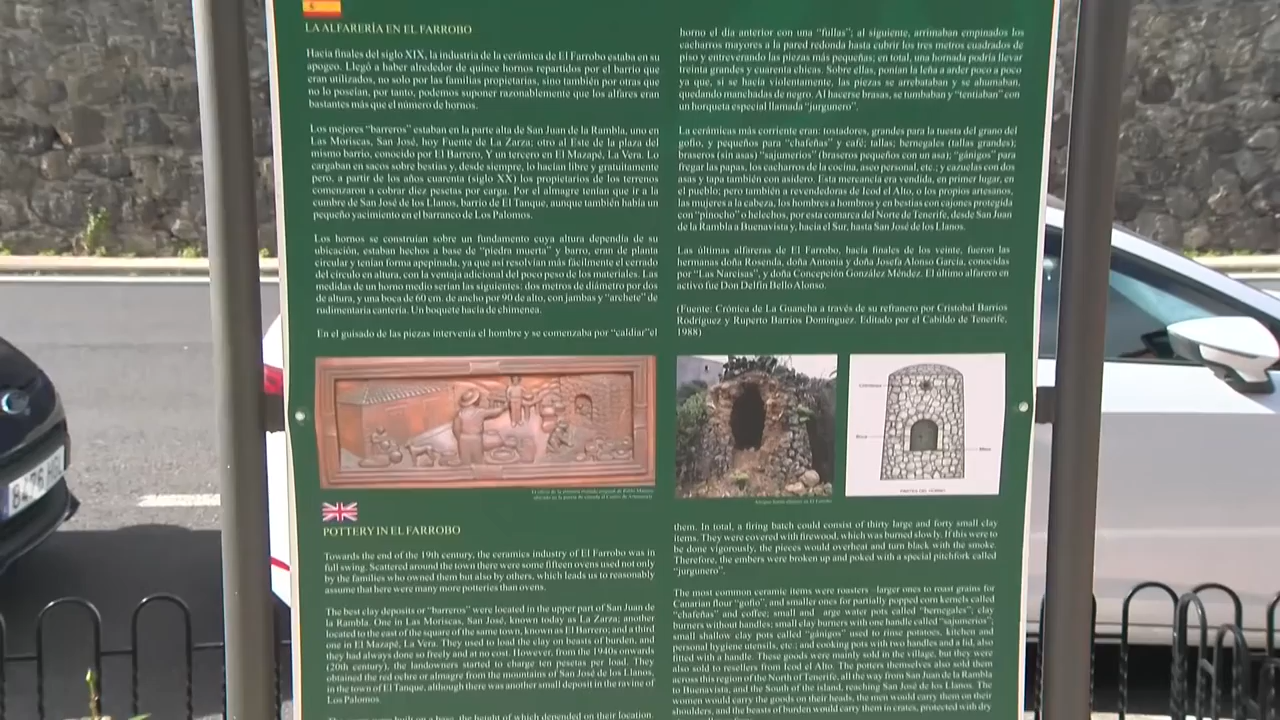 LA ALFARERÍA EN EL FARROBO
Hacia finales del siglo XIX, la industria de la cerámica de El Farrobo estaba en su
apogeo. Llegó a haber alrededor de quince hornos repartidos por el barrio que
eran utilizados, no solo por las familias propietarias, sino también por otras que
no lo poseían, por tanto, podemos suponer razonablemente que los alfares eran
bastantes más que el número de hornos.
Los mejores "barreros" estaban en la parte alta de San Juan de la Rambla, uno en
Las Moriscas, San José, hoy Fuente de La Zarza; otro al Este de la plaza del
mismo barrio, conocido por El Barrero, Y un tercero en El Mazapé, La Vera. Lo
cargaban en sacos sobre bestias y, desde siempre, lo hacían libre y gratuitamente
pero, a partir de los años cuarenta (siglo XX) los propietarios de los terrenos
comenzaron a cobrar diez pesetas por carga. Por el almagre tenían que ir a la
cumbre de San José de los Llanos, barrio de El Tanque, aunque también había un
pequeño yacimiento en el barranco de Los Palomos.
Los hornos se construían sobre un fundamento cuya altura dependía de su
ubicación, estaban hechos a base de "piedra muerta" y barro, eran de planta
circular y tenían forma apepinada, ya que así resolvían más fácilmente el cerrado
del círculo en altura, con la ventaja adicional del poco peso de los materiales. Las
medidas de un horno medio serían las siguientes: dos metros de diámetro por dos
de altura, y una boca de 60 cm. de ancho por 90 de alto, con jambas y "archete" de
rudimentaria cantería. Un boquete hacía de chimenea.
En el guisado de las piezas intervenía el hombre y se comenzaba por "caldiar"el
horno el día anterior con una "fullas"; al siguiente, arrimaban empinados los
cacharros mayores a la pared redonda hasta cubrir los tres metros cuadrados de
piso y entreverando las piezas más pequeñas; en total, una hornada podría llevar
treinta grandes y cuarenta chicas. Sobre ellas, ponían la leña a arder poco a poco
ya que, si se hacía violentamente, las piezas se arrebataban y se ahumaban,
quedando manchadas de negro. Al hacerse brasas, se tumbaban y "tentiaban" con
un horqueta especial llamada "jurgunero".
La cerámicas más corriente eran: tostadores, grandes para la tuesta del grano del
gofio, y pequeños para "chafeñas" y café; tallas; bernegales (tallas grandes);
braseros (sin asas) "sajumerios" (braseros pequeños con un asa); "gánigos" para
fregar las papas, los cacharros de la cocina, aseo personal, etc.; y cazuelas con dos
asas y tapa también con asidero. Esta mercancía era vendida, en primer lugar, en
el pueblo; pero también a revendedoras de Icod el Alto, o los propios artesanos,
las mujeres a la cabeza, los hombres a hombros y en bestias con cajones protegida
con "pinocho" o helechos, por esta comarca del Norte de Tenerife, desde San Juan
de la Rambla a Buenavista y, hacia el Sur, hasta San José de los Llanos.
Las últimas alfareras de El Farrobo, hacia finales de los veinte, fueron las
hermanas doña Rosenda, doña Antonia y doña Josefa Alonso García, conocidas
por "Las Narcisas", y doña Concepción González Méndez. El último alfarero en
activo fue Don Delfín Bello Alonso.
(Fuente: Crónica de La Guancha a través de su refranero por Cristobal Barrios
Rodríguez y Ruperto Barrios Domínguez. Editado por el Cabildo de Tenerife,
1988)
Boca
8476
POTTERY IN EL FARROBO
Towards the end of the 19th century, the ceramics industry of El Farrobo was in
full swing. Scattered around the town there were some fifteen ovens used not only
by the families who owned them but also by others, which leads us to reasonably
assume that there were many more potteries than ovens.
The best clay deposits or "barreros" were located in the upper part of San Juan de
la Rambla. One in Las Moriscas, San José, known today as La Zarza; another
located to the east of the square of the same town, known as El Barrero; and a third
one in El Mazapé, La Vera. They used to load the clay on beasts of burden, and
they had always done so freely and at no cost. However, from the 1940s onwards
(20th century), the landowners started to charge ten pesetas per load. They
obtained the red ochre or almagre from the mountains of San José de los Llanos,
in the town of El Tanque, although there was another small deposit in the ravine of
Los Palomos.
The ovens were built on a base, the height of which depended on their location.
them. In total, a firing batch could consist of thirty large and forty small clay
items. They were covered with firewood, which was burned slowly. If this were to
be done vigorously, the pieces would overheat and turn black with the smoke.
Therefore, the embers were broken up and poked with a special pitchfork called
"jurgunero".
The most common ceramic items were roasters larger ones to roast grains for
Canarian flour "gofio", and smaller ones for partially popped corn kernels called
"chafeñas" and coffee; small and arge water pots called "bernegales"; clay
burners without handles; small clay burners with one handle called "sajumerios";
small shallow clay pots called "gánigos" used to rinse potatoes, kitchen and
personal hygiene utensils, etc.; and cooking pots with two handles and a lid, also
fitted with a handle. These goods were mainly sold in the village, but they were
also sold to resellers from Icod el Alto. The potters themselves also sold them
across this region of the North of Tenerife, all the way from San Juan de la Rambla
to Buenavista, and the South of the island, reaching San José de los Llanos. The
women would carry the goods on their heads, the men would carry them on their
shoulders, and the beasts of burden would carry them in crates, protected with dry